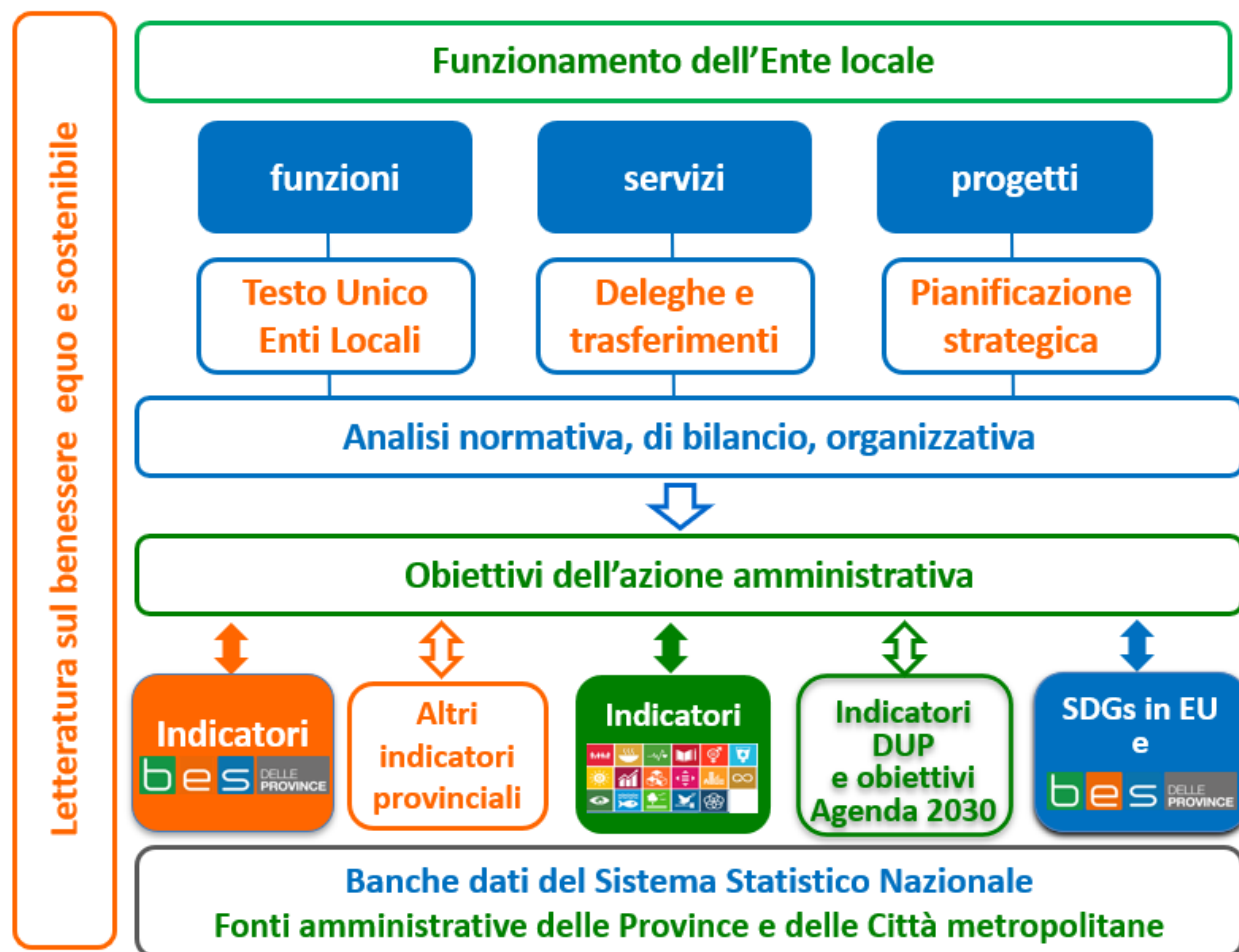 Letteratura sul benessere equo e sostenibile
Funzionamento dell'Ente locale
funzioni
servizi
progetti
Testo Unico
Enti Locali
Deleghe e
trasferimenti
Pianificazione
strategica
Analisi normativa, di bilancio, organizzativa
Obiettivi dell'azione amministrativa
Indicatori
bes DELLE
PROVINCE
Altri
indicatori
provinciali
Indicatori
Indicatori
DUP
e obiettivi
Agenda 2030
SDGs in EU
e
bes DELLE
PROVINCE
Banche dati del Sistema Statistico Nazionale
Fonti amministrative delle Province e delle Città metropolitane